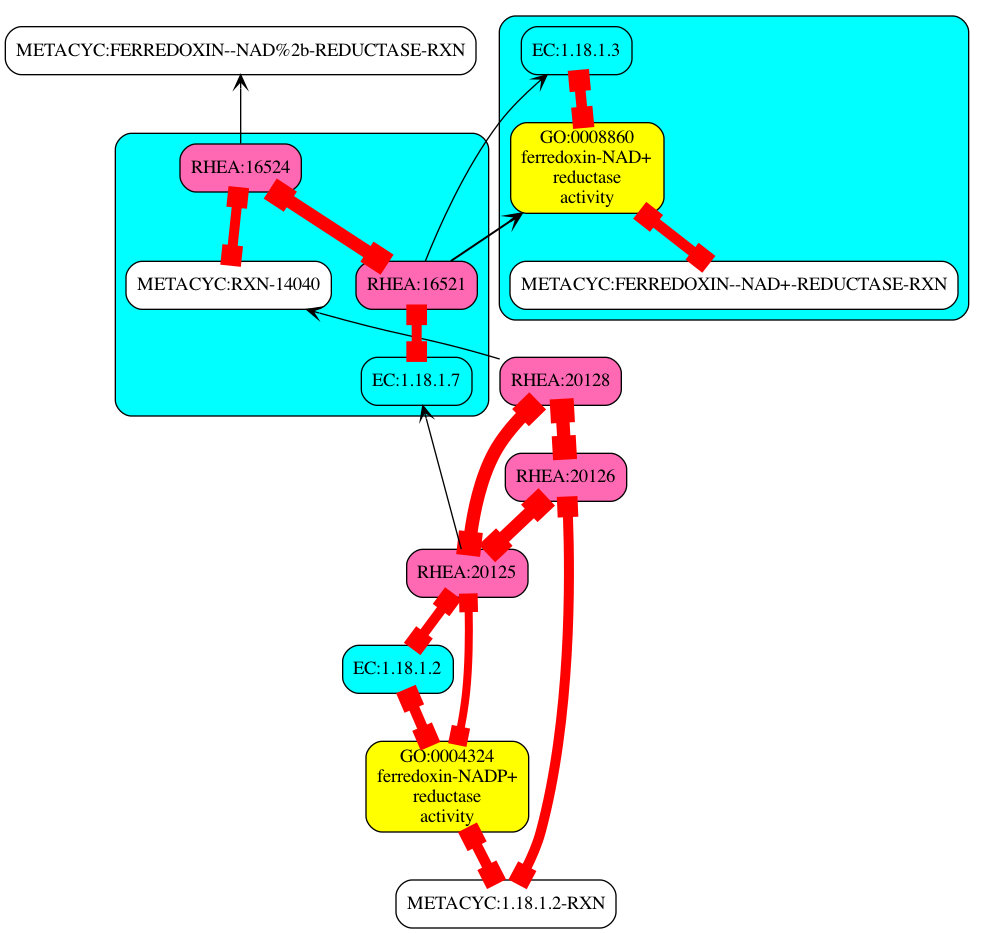 METACYC:FERREDOXIN--NAD%2b-REDUCTASE-RXN
EC:1.18.1.3
GO:0008860
ferredoxin-NAD+
reductase
activity
RHEA:16524
METACYC:RXN-14040
RHEA:16521
METACYC:FERREDOXIN--NAD+-REDUCTASE-RXN
EC:1.18.1.7
RHEA:20128
RHEA:20126
RHEA:20125
EC:1.18.1.2
GO:0004324
ferredoxin-NADP+
reductase
activity
METACYC:1.18.1.2-RXN